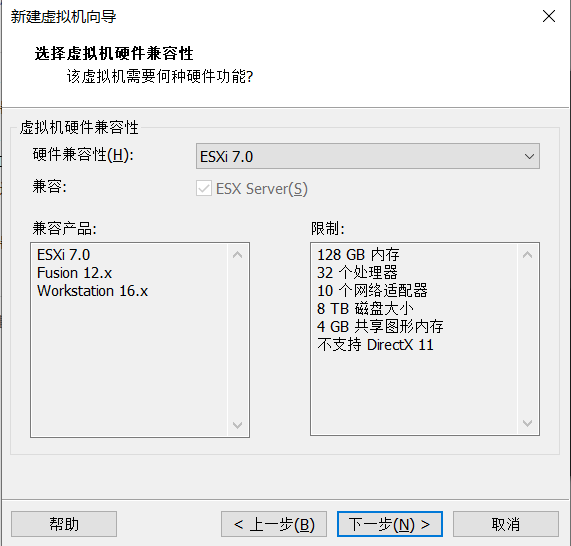 新建虚拟机向导
选择虚拟机硬件兼容性
该虚拟机需要何种硬件功能?
虚拟机硬件兼容性
硬件兼容性(H):
ESXi 7.0
兼容:
ESX Server(S)
兼容产品:
ESXi 7.0
Fusion 12.x
Workstation 16.x
限制:
128 GB 内存
32 个处理器
10 个网络适配器
8 TB 磁盘大小
4 GB 共享图形内存
不支持 DirectX 11
帮助
< 上一步(B)
下一步(N) >
取消